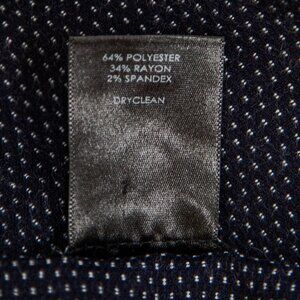 64% POLYESTER
34% RAYON
2% SPANDEX
DRYCLEAN